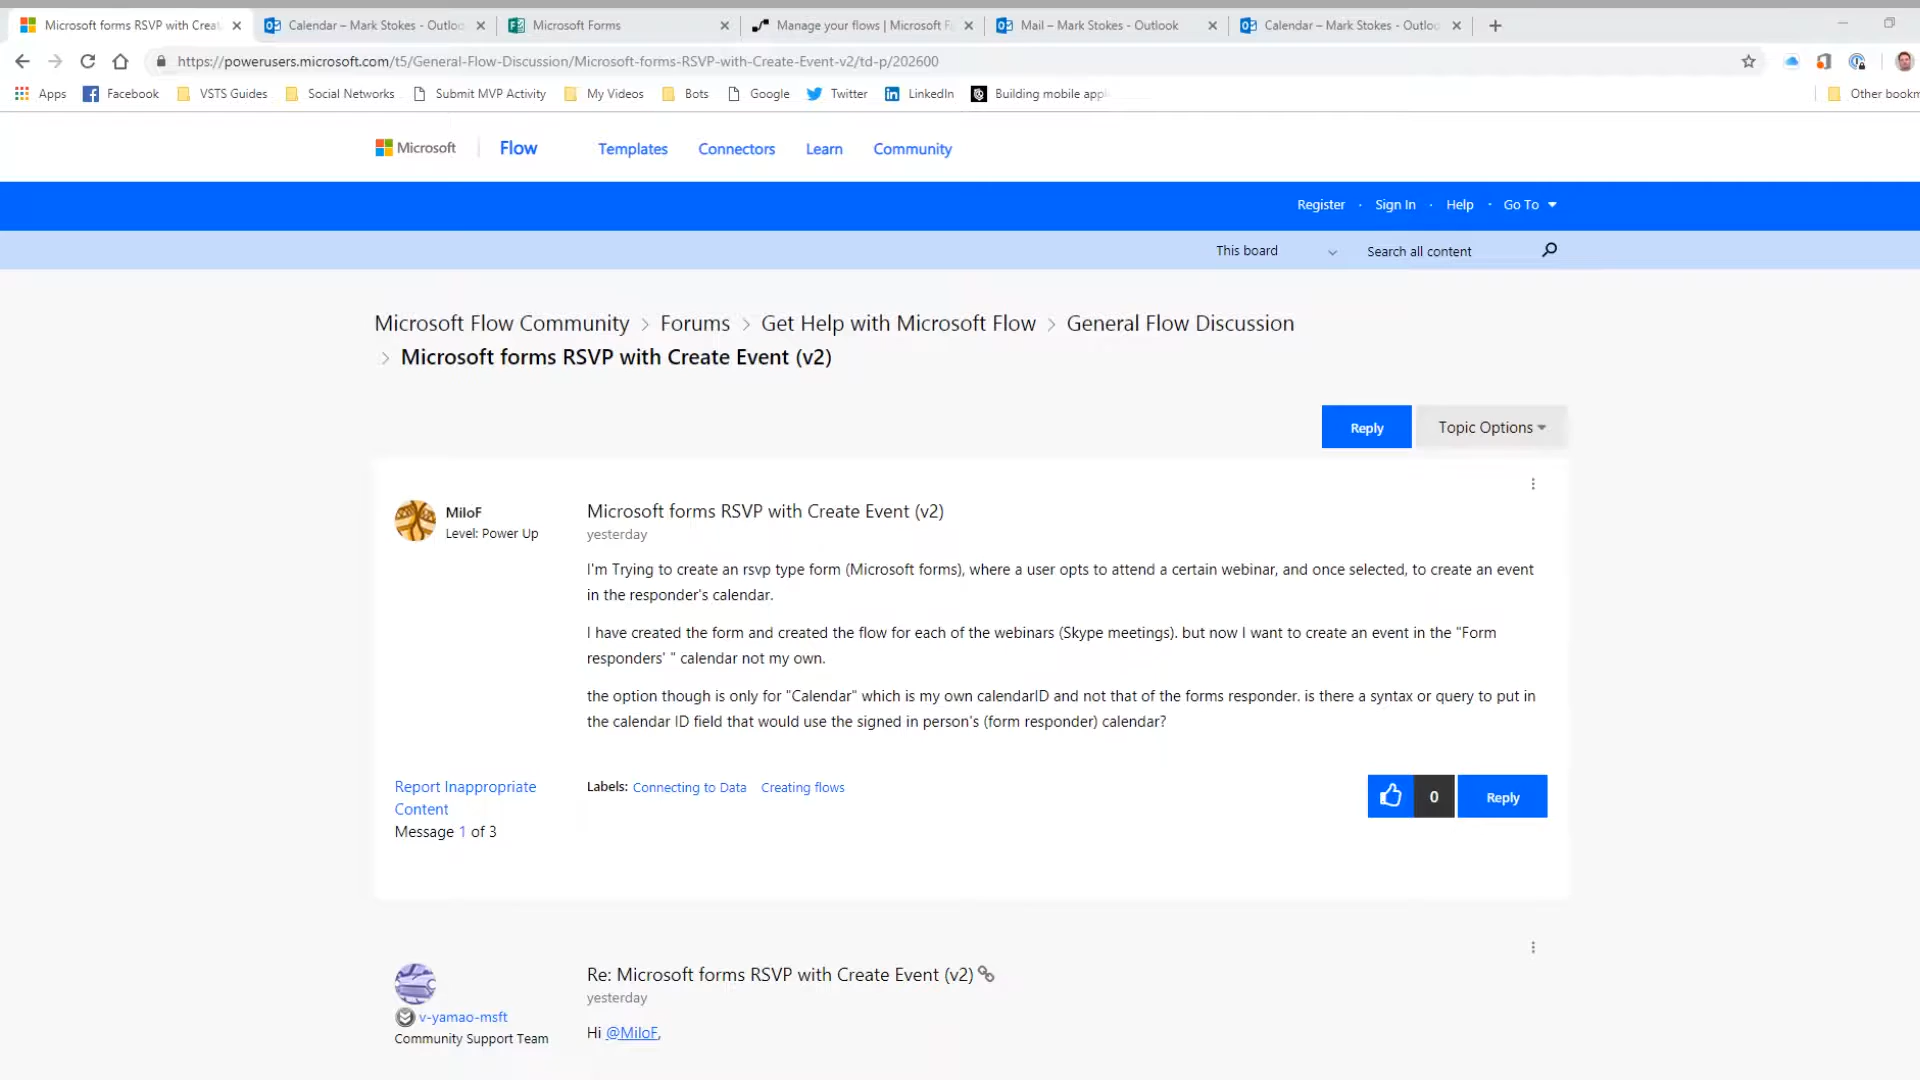 Microsoft forms RSVP with Creat
Calendar – Mark Stokes - Outloo
Microsoft Forms
Manage your flows | Microsoft F
Mail – Mark Stokes - Outlook
Calendar – Mark Stokes - Outloo
https://powerusers.microsoft.com/t5/General-Flow-Discussion/Microsoft-forms-RSVP-with-Create-Event-v2/td-p/202600
Apps Facebook VSTS Guides Social Networks Submit MVP Activity My Videos Bots Google Twitter LinkedIn Building mobile app Other bookm
Microsoft Flow Templates Connectors Learn Community
Register · Sign In · Help · Go To
This board Search all content
Microsoft Flow Community > Forums > Get Help with Microsoft Flow > General Flow Discussion
> Microsoft forms RSVP with Create Event (v2)
Reply Topic Options
MiloF
Level: Power Up
Microsoft forms RSVP with Create Event (v2)
yesterday
I'm Trying to create an rsvp type form (Microsoft forms), where a user opts to attend a certain webinar, and once selected, to create an event
in the responder's calendar.
I have created the form and created the flow for each of the webinars (Skype meetings). but now I want to create an event in the "Form
responders' " calendar not my own.
the option though is only for "Calendar" which is my own calendarID and not that of the forms responder. is there a syntax or query to put in
the calendar ID field that would use the signed in person's (form responder) calendar?
Report Inappropriate
Content
Message 1 of 3
Labels: Connecting to Data Creating flows
0 Reply
v-yamao-msft
Community Support Team
Re: Microsoft forms RSVP with Create Event (v2)
yesterday
Hi @MiloF,